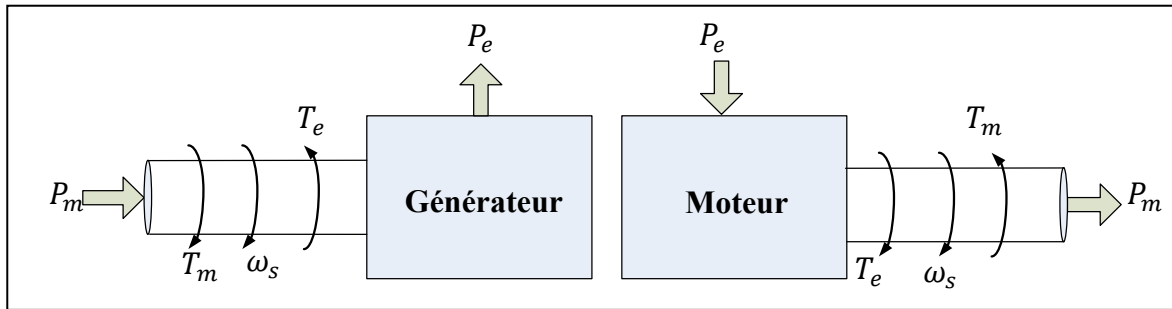 P_e P_e
T_e T_m
P_m Générateur Moteur P_m
T_m ω_s T_e ω_s